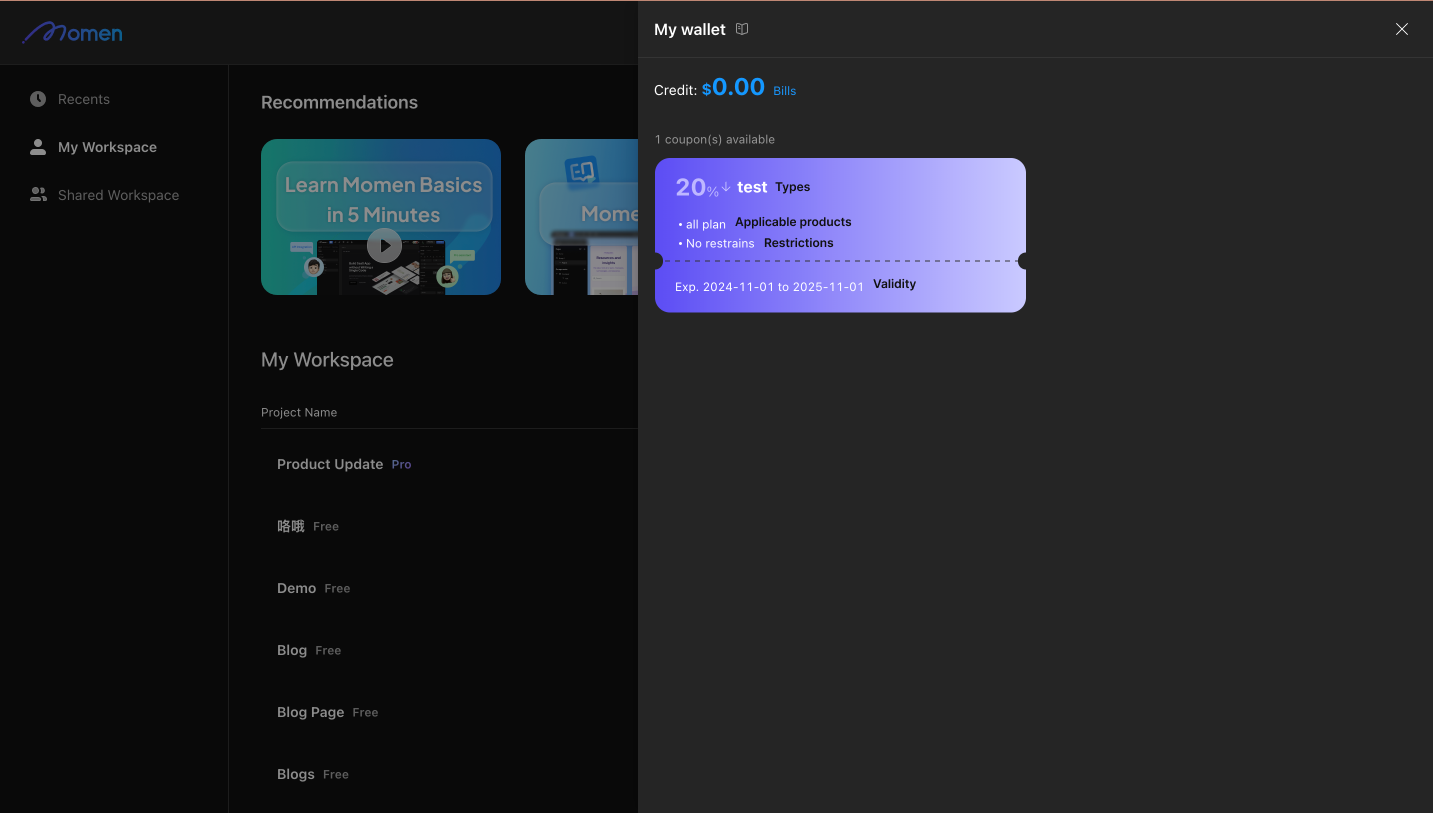 Momen
My wallet
Credit: $0.00 Bills
Recents
My Workspace
Shared Workspace
Recommendations
Learn Momen Basics
in 5 Minutes
Mome
1 coupon(s) available
20%↓ test Types
• all plan Applicable products
• No restrains Restrictions
Exp. 2024-11-01 to 2025-11-01 Validity
My Workspace
Project Name
Product Update Pro
咯哦 Free
Demo Free
Blog Free
Blog Page Free
Blogs Free